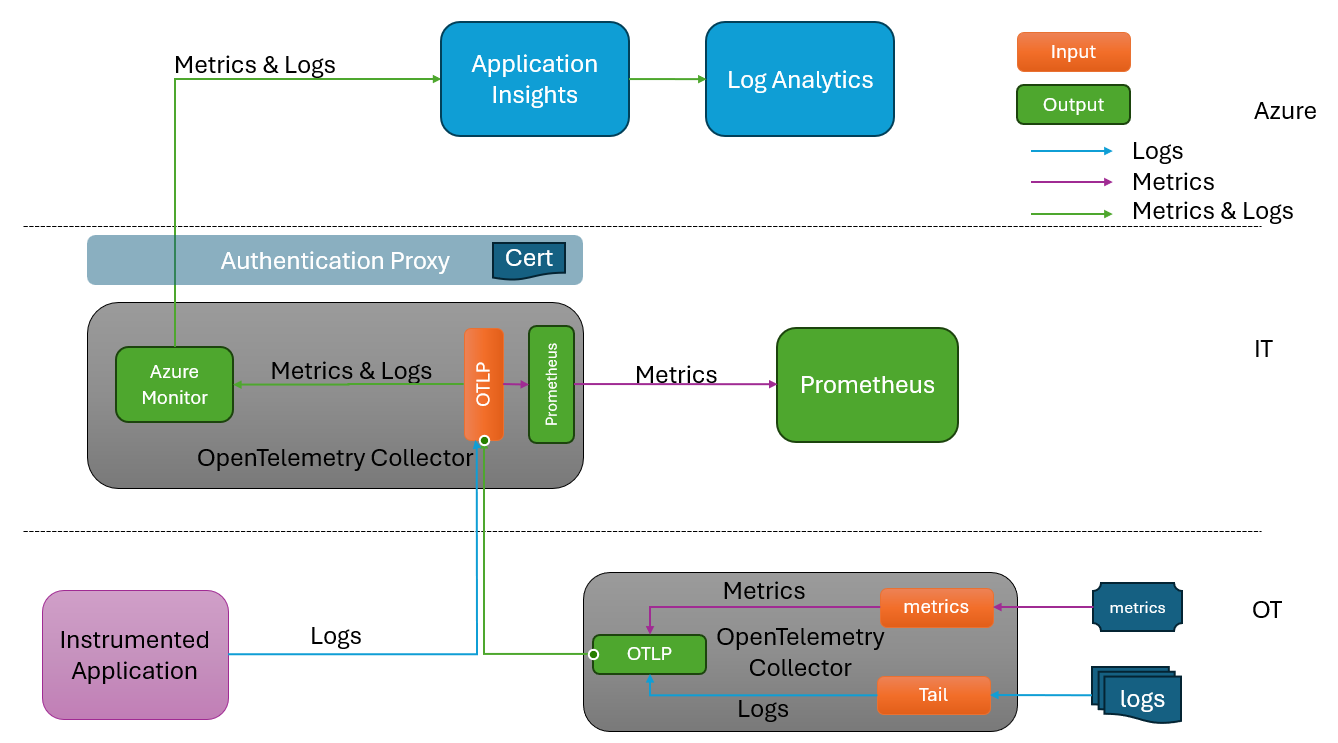 Metrics & Logs
Application
Insights
Log Analytics
Input
Output
Azure
Logs
Metrics
Metrics & Logs
Authentication Proxy
Cert
Azure
Monitor
Metrics & Logs
OTLP
Prometheus
Metrics
Prometheus
IT
OpenTelemetry Collector
Instrumented
Application
Logs
Metrics
metrics
metrics
OT
OTLP
OpenTelemetry
Collector
Tail
Logs
logs